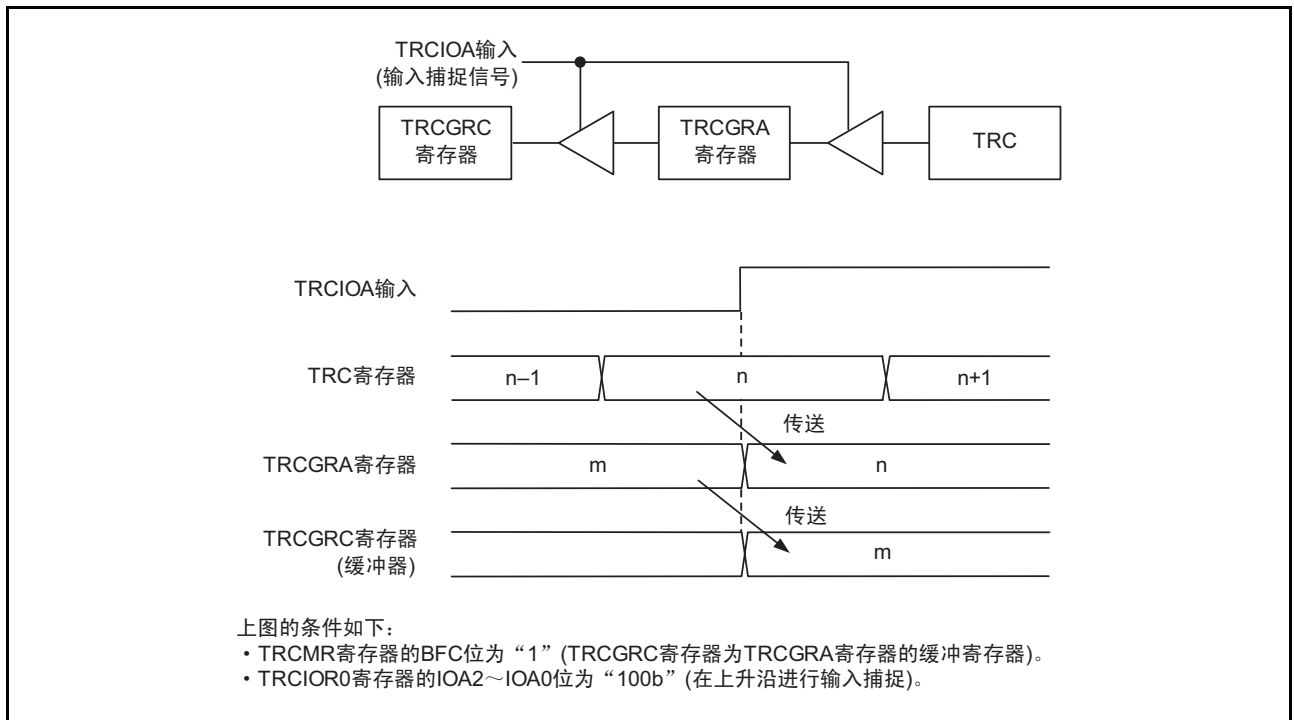 TRCIOA输入
(输入捕捉信号)
TRCGRC
寄存器
TRCGRA
寄存器
TRC
TRCIOA输入
TRC寄存器
n–1
n
n+1
传送
TRCGRA寄存器
m
n
传送
TRCGRC寄存器
(缓冲器)
m
上图的条件如下：
・TRCMR寄存器的BFC位为“1”(TRCGRC寄存器为TRCGRA寄存器的缓冲寄存器)。
・TRCIOR0寄存器的IOA2～IOA0位为“100b”(在上升沿进行输入捕捉)。